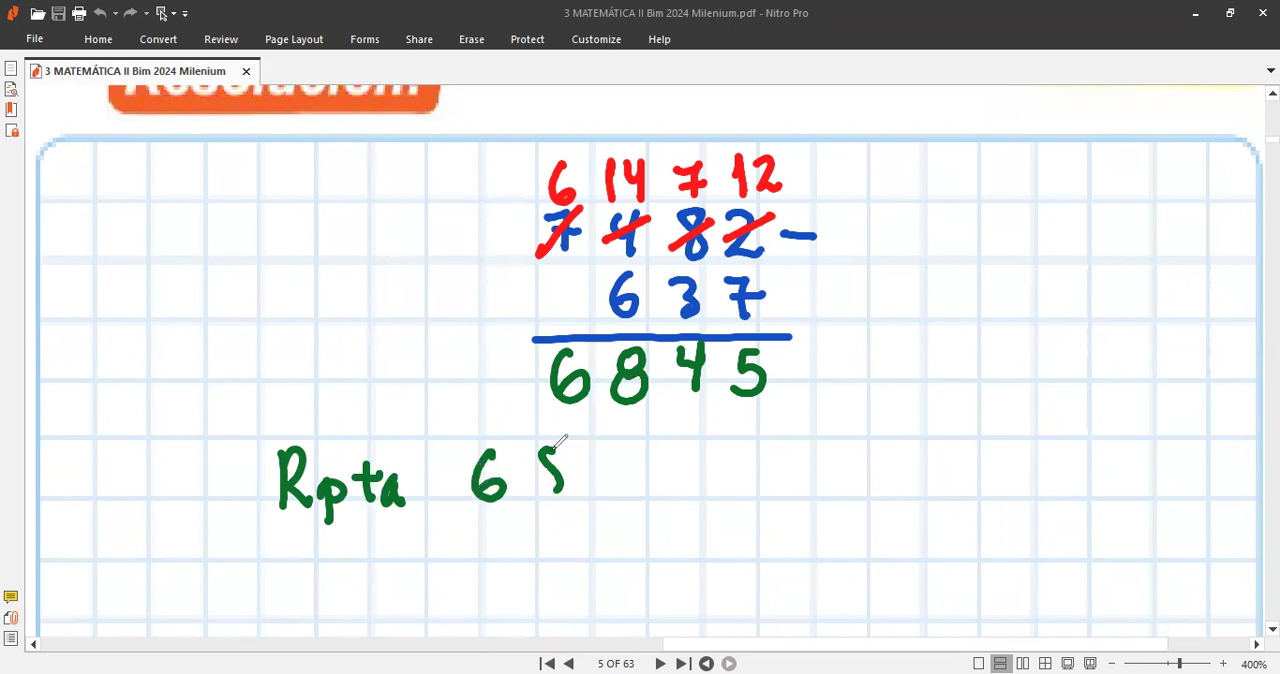 3 MATEMÁTICA II Bim 2024 Milenium.pdf - Nitro Pro
File Home Convert Review Page Layout Forms Share Erase Protect Customize Help
3 MATEMÁTICA II Bim 2024 Milenium
6 14 7 12
7 4 8 2 -
6 3 7
6 8 4 5
Rpta 6
5 OF 63
400%